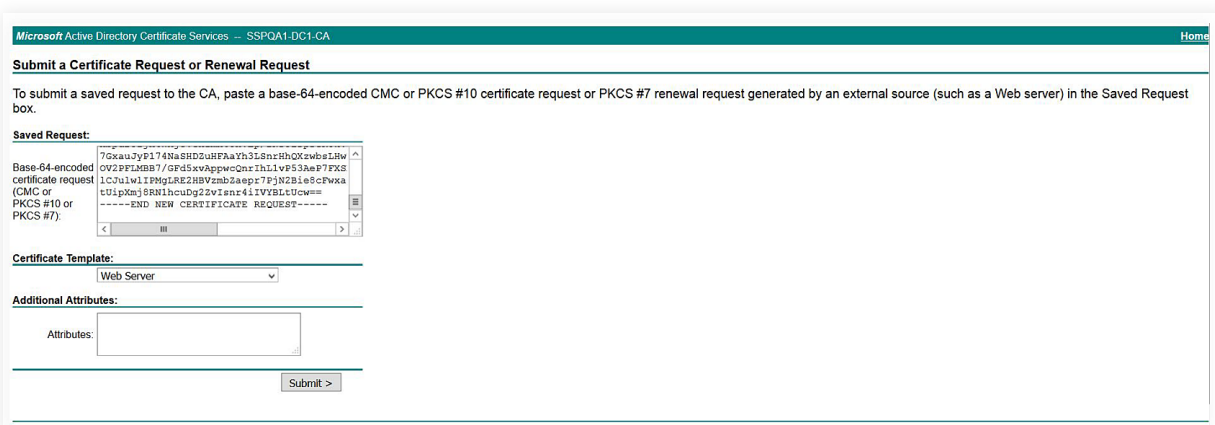 Microsoft Active Directory Certificate Services -- SSPQA1-DC1-CA
Home
Submit a Certificate Request or Renewal Request
To submit a saved request to the CA, paste a base-64-encoded CMC or PKCS #10 certificate request or PKCS #7 renewal request generated by an external source (such as a Web server) in the Saved Request
box.
Saved Request:
Base-64-encoded
certificate request
(CMC or
PKCS #10 or
PKCS #7):
7GxauJyP174NaSHDZuHFAaYh3LSnrHhQXzwbsLHw
OV2PFLMBB7/GFd5xvAppwcQnrIhL1vP53AeP7FXS
lCJulwlIPMgLRE2HBVzmbZaepr7PjN2Bie8cFwxa
tUipXmj8RN1hcuDg2ZvIsnr4iIVYBLtUcw==
-----END NEW CERTIFICATE REQUEST-----
Certificate Template:
Web Server
Additional Attributes:
Attributes:
Submit >